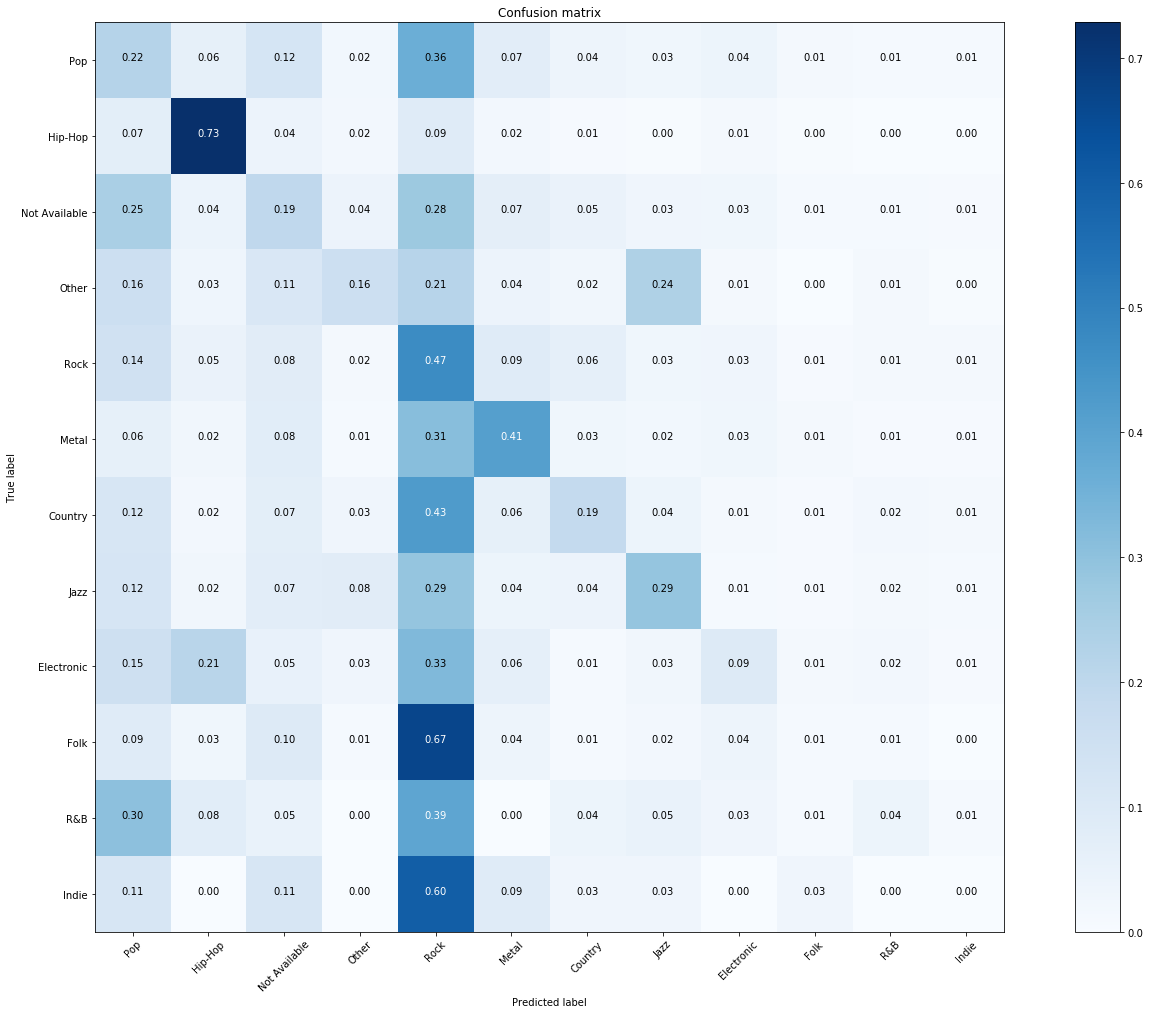 Confusion matrix
Pop 0.22 0.06 0.12 0.02 0.36 0.07 0.04 0.03 0.04 0.01 0.01 0.01
Hip-Hop 0.07 0.73 0.04 0.02 0.09 0.02 0.01 0.00 0.01 0.00 0.00 0.00
Not Available 0.25 0.04 0.19 0.04 0.28 0.07 0.05 0.03 0.03 0.01 0.01 0.01
Other 0.16 0.03 0.11 0.16 0.21 0.04 0.02 0.24 0.01 0.00 0.01 0.00
Rock 0.14 0.05 0.08 0.02 0.47 0.09 0.06 0.03 0.03 0.01 0.01 0.01
Metal 0.06 0.02 0.08 0.01 0.31 0.41 0.03 0.02 0.03 0.01 0.01 0.01
Country 0.12 0.02 0.07 0.03 0.43 0.06 0.19 0.04 0.01 0.01 0.02 0.01
Jazz 0.12 0.02 0.07 0.08 0.29 0.04 0.04 0.29 0.01 0.01 0.02 0.01
Electronic 0.15 0.21 0.05 0.03 0.33 0.06 0.01 0.03 0.09 0.01 0.02 0.01
Folk 0.09 0.03 0.10 0.01 0.67 0.04 0.01 0.02 0.04 0.01 0.01 0.00
R&B 0.30 0.08 0.05 0.00 0.39 0.00 0.04 0.05 0.03 0.01 0.04 0.01
Indie 0.11 0.00 0.11 0.00 0.60 0.09 0.03 0.03 0.00 0.03 0.00 0.00
True label
Pop Hip-Hop Not Available Other Rock Metal Country Jazz Electronic Folk R&B Indie
Predicted label
0.7
0.6
0.5
0.4
0.3
0.2
0.1
0.0